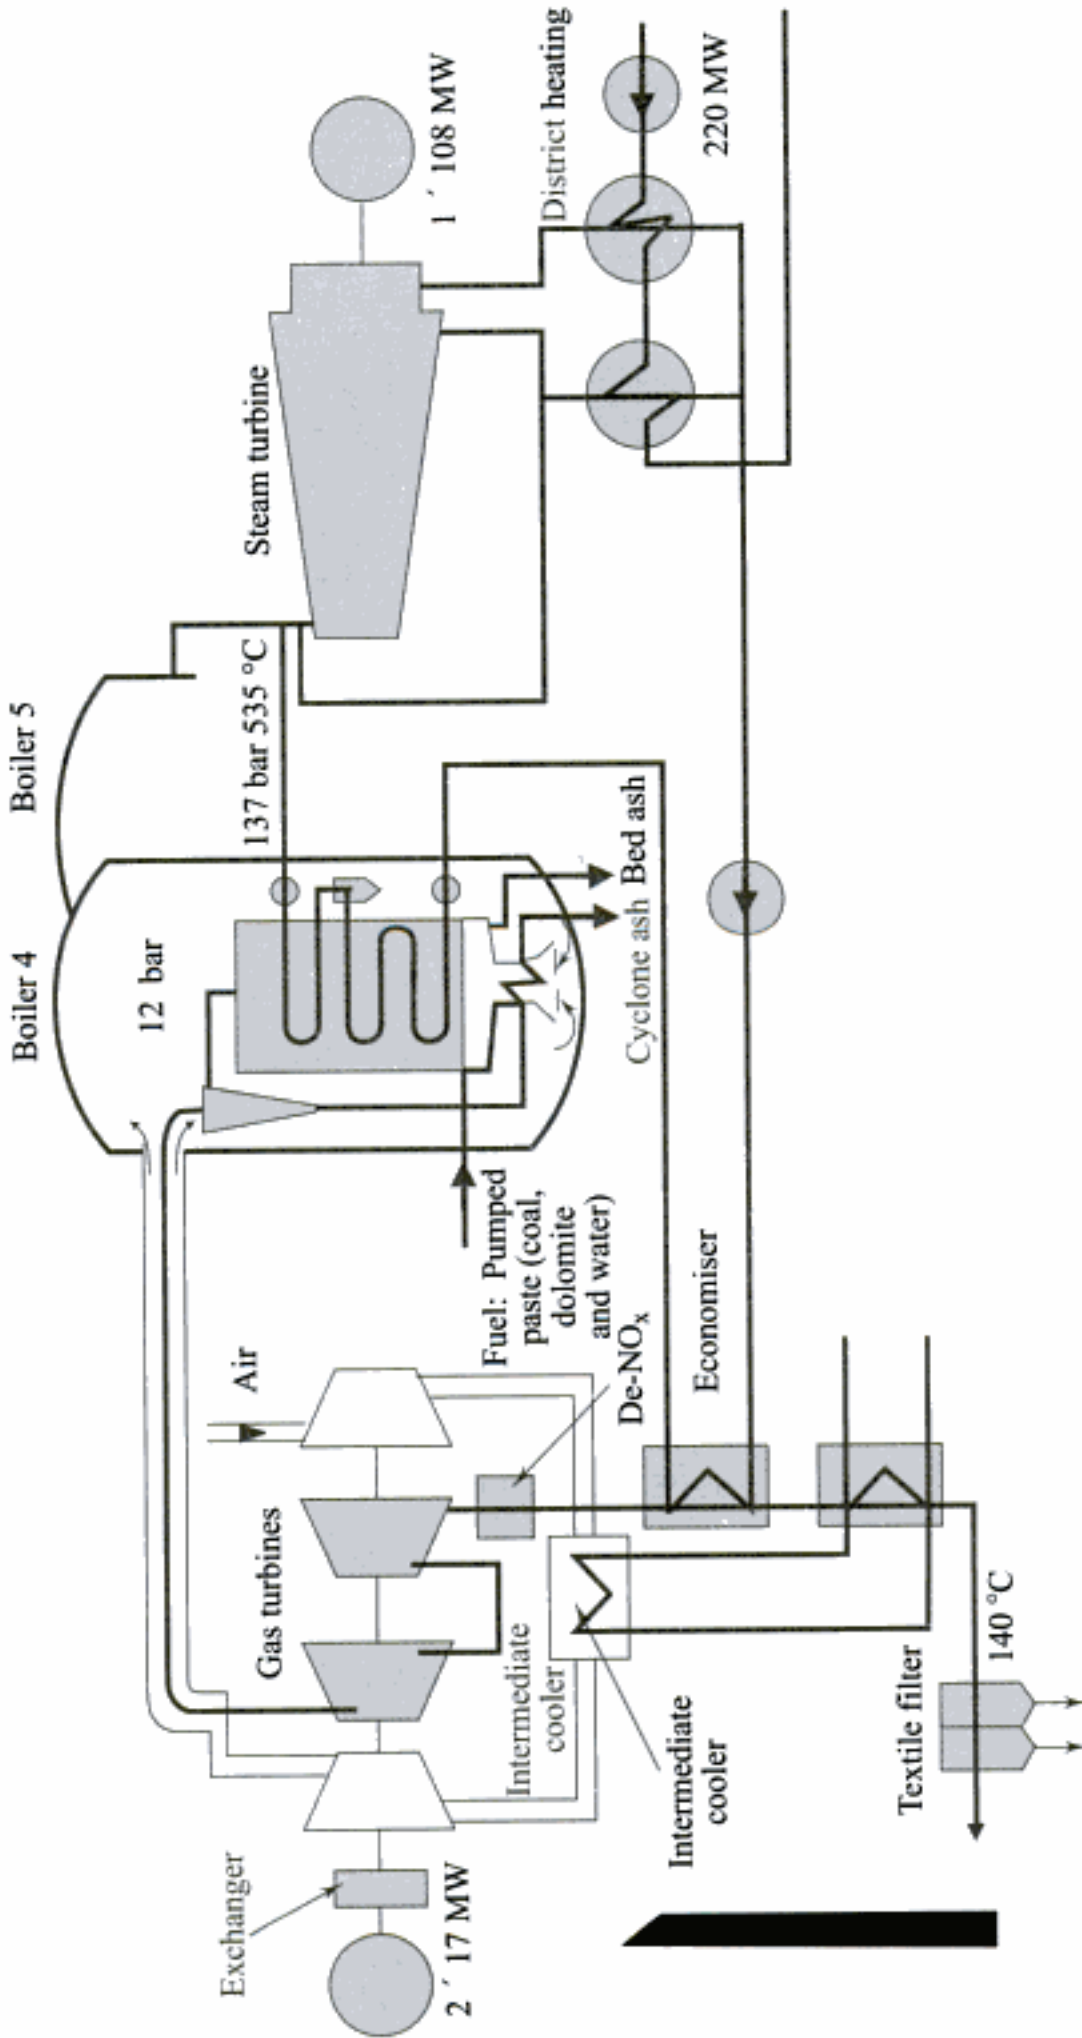 Boiler 4
Boiler 5
12 bar
137 bar 535 °C
Steam turbine
1 ´ 108 MW
Air
Gas turbines
Exchanger
2 ´ 17 MW
Fuel: Pumped
paste (coal,
dolomite
and water)
Cyclone ash
Bed ash
District heating
220 MW
De-NOₓ
Intermediate
cooler
Economiser
Intermediate
cooler
Textile filter
140 °C